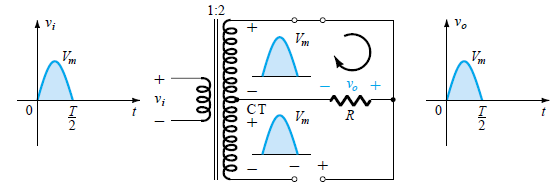 1:2
v_i
V_m
0
T/2
t
+
v_i
−
+
V_m
−
CT
+
V_m
−
− +
− v_o +
R
v_o
V_m
0
T/2
t